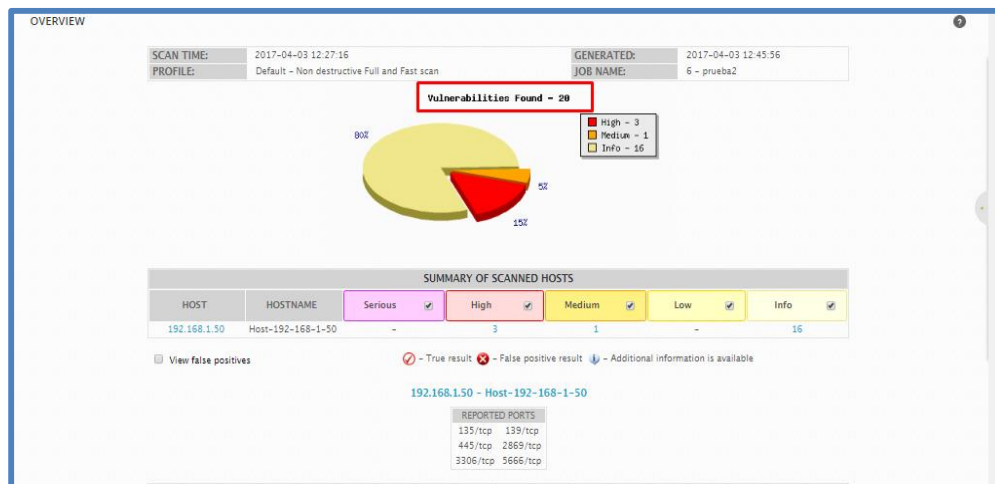 OVERVIEW
?
SCAN TIME: 2017-04-03 12:27:16 GENERATED: 2017-04-03 12:45:56
PROFILE: Default - Non destructive Full and Fast scan JOB NAME: 6 - prueba2
Vulnerabilities Found - 20
High - 3
Medium - 1
Info - 16
80%
5%
15%
SUMMARY OF SCANNED HOSTS
HOST HOSTNAME Serious High Medium Low Info
192.168.1.50 Host-192-168-1-50 - 3 1 - 16
View false positives - True result - False positive result i - Additional information is available
192.168.1.50 - Host-192-168-1-50
REPORTED PORTS
135/tcp 139/tcp
445/tcp 2869/tcp
3306/tcp 5666/tcp